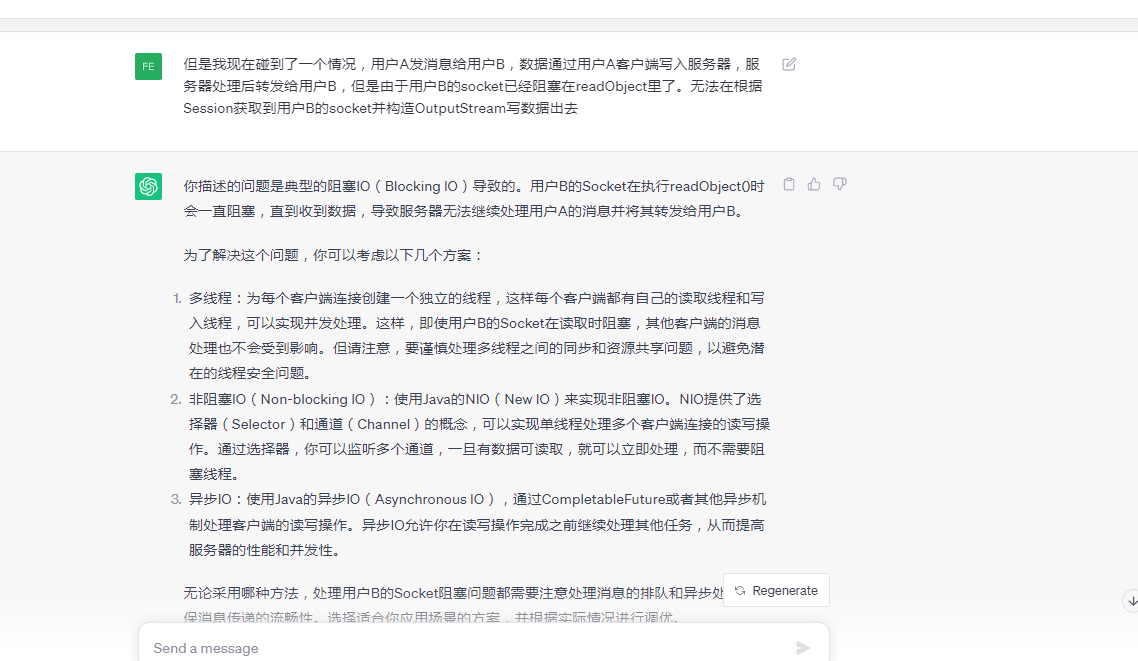 FE
但是我现在碰到了一个情况，用户A发消息给用户B，数据通过用户A客户端写入服务器，服
务器处理后转发给用户B，但是由于用户B的socket已经阻塞在readObject里了。无法在根据
Session获取到用户B的socket并构造OutputStream写数据出去
你描述的问题是典型的阻塞IO（Blocking IO）导致的。用户B的Socket在执行readObject()时
会一直阻塞，直到收到数据，导致服务器无法继续处理用户A的消息并将其转发给用户B。
为了解决这个问题，你可以考虑以下几个方案：
1. 多线程：为每个客户端连接创建一个独立的线程，这样每个客户端都有自己的读取线程和写
入线程，可以实现并发处理。这样，即使用户B的Socket在读取时阻塞，其他客户端的消息
处理也不会受到影响。但请注意，要谨慎处理多线程之间的同步和资源共享问题，以避免潜
在的线程安全问题。
2. 非阻塞IO（Non-blocking IO）：使用Java的NIO（New IO）来实现非阻塞IO。NIO提供了选
择器（Selector）和通道（Channel）的概念，可以实现单线程处理多个客户端连接的读写操
作。通过选择器，你可以监听多个通道，一旦有数据可读取，就可以立即处理，而不需要阻
塞线程。
3. 异步IO：使用Java的异步IO（Asynchronous IO），通过CompletableFuture或者其他异步机
制处理客户端的读写操作。异步IO允许你在读写操作完成之前继续处理其他任务，从而提高
服务器的性能和并发性。
无论采用哪种方法，处理用户B的Socket阻塞问题都需要注意处理消息的排队和异步处
Regenerate
保消息传递的流畅性。选择适合你应用场景的方案，并根据实际情况进行调优。
Send a message